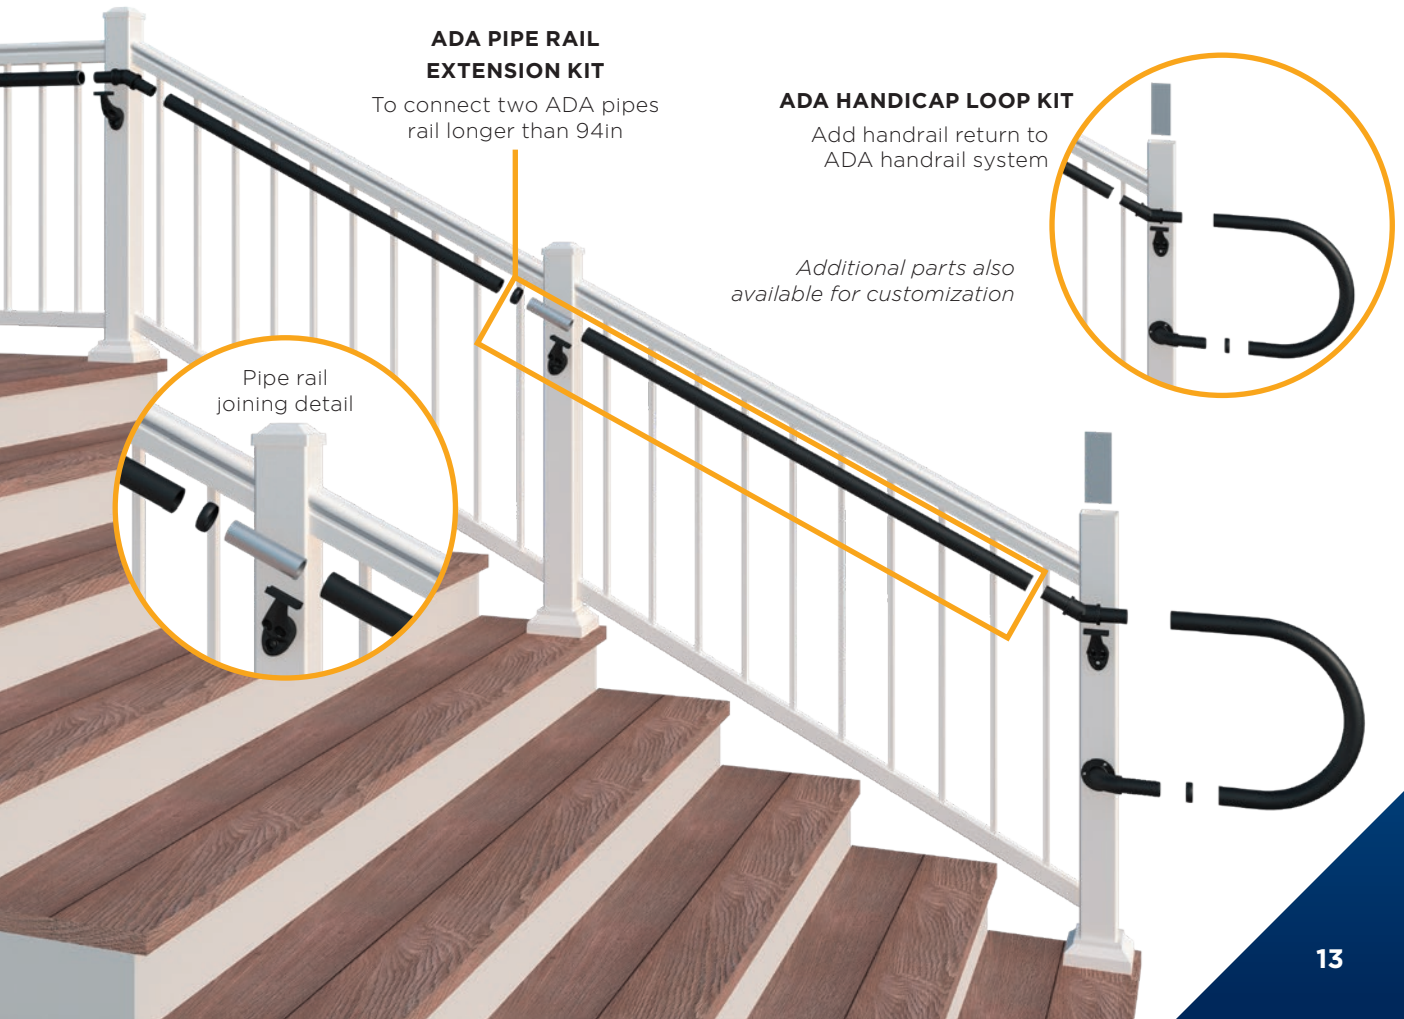 ADA PIPE RAIL
EXTENSION KIT
To connect two ADA pipes
rail longer than 94in
ADA HANDICAP LOOP KIT
Add handrail return to
ADA handrail system
Additional parts also
available for customization
Pipe rail
joining detail
13